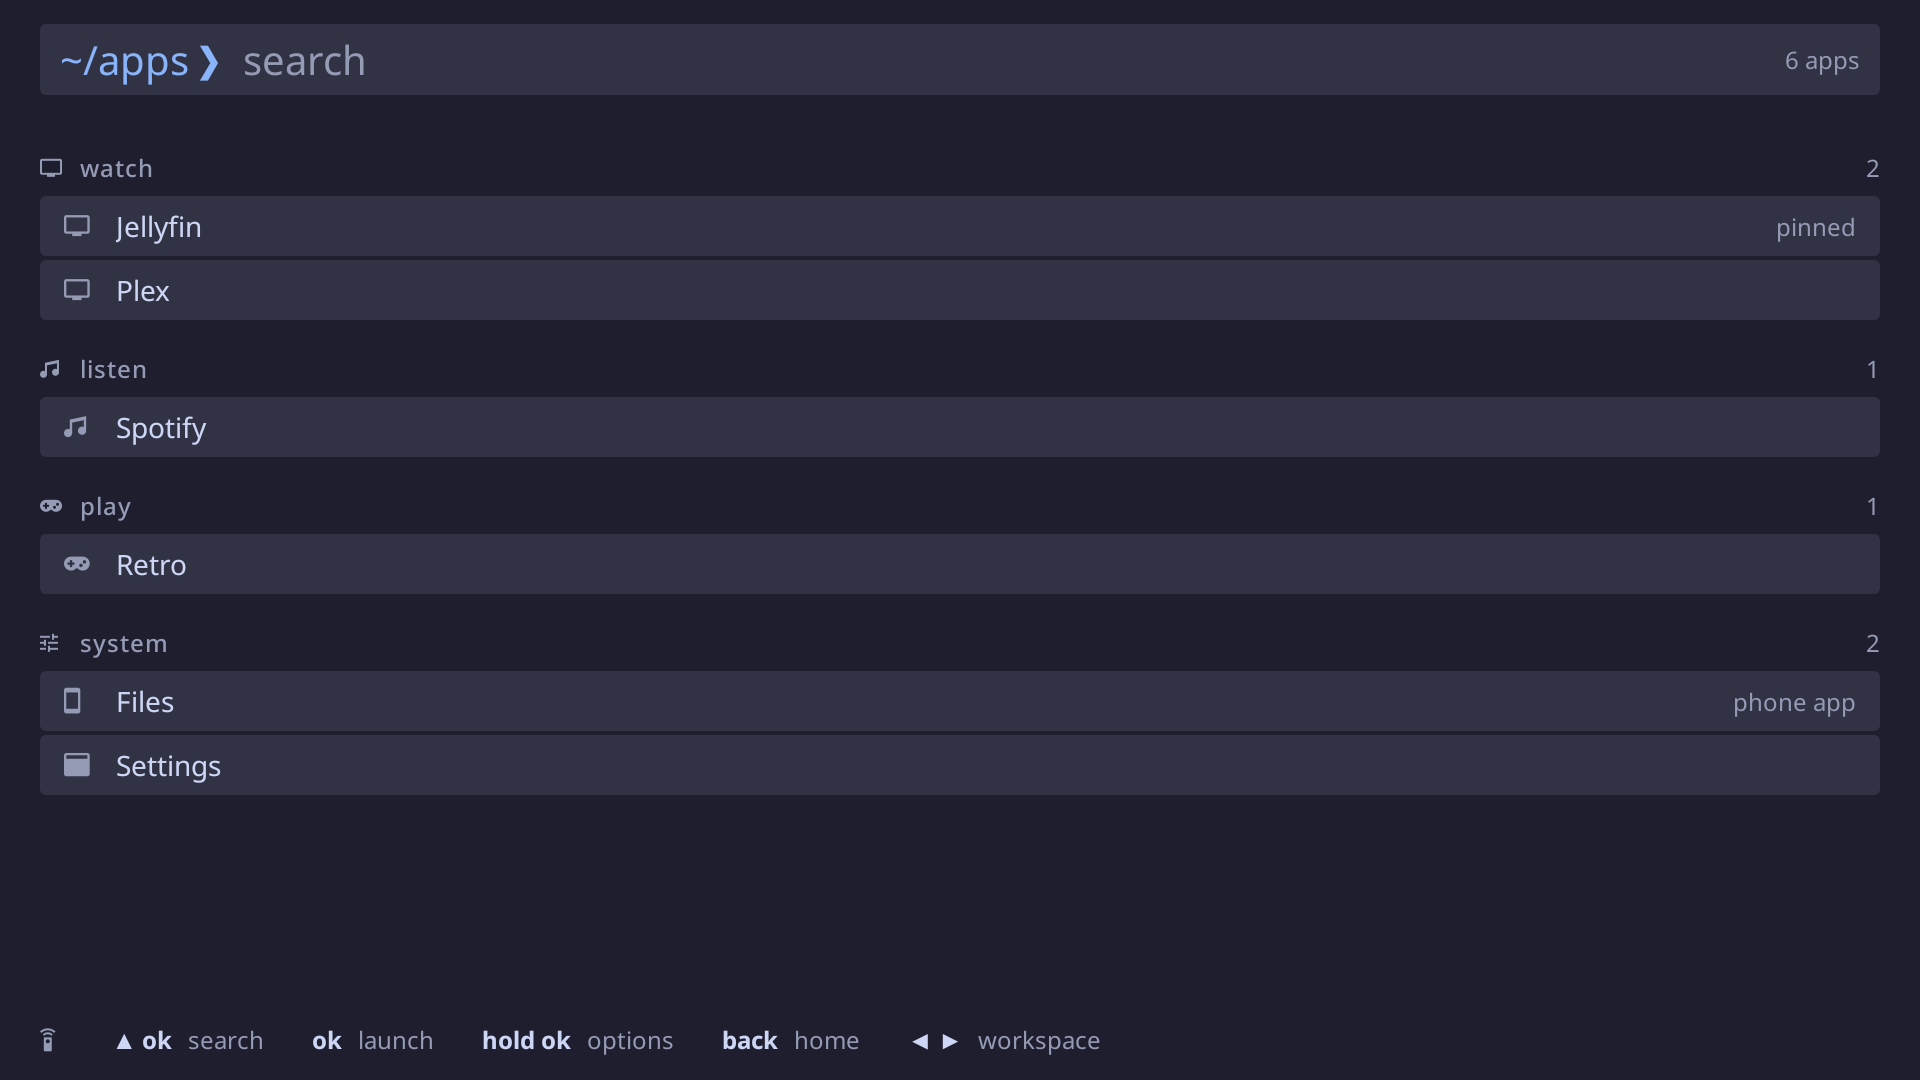 ~/apps ❯ search 6 apps
watch 2
Jellyfin pinned
Plex
listen 1
Spotify
play 1
Retro
system 2
Files phone app
Settings
▲ ok search ok launch hold ok options back home ◀ ▶ workspace